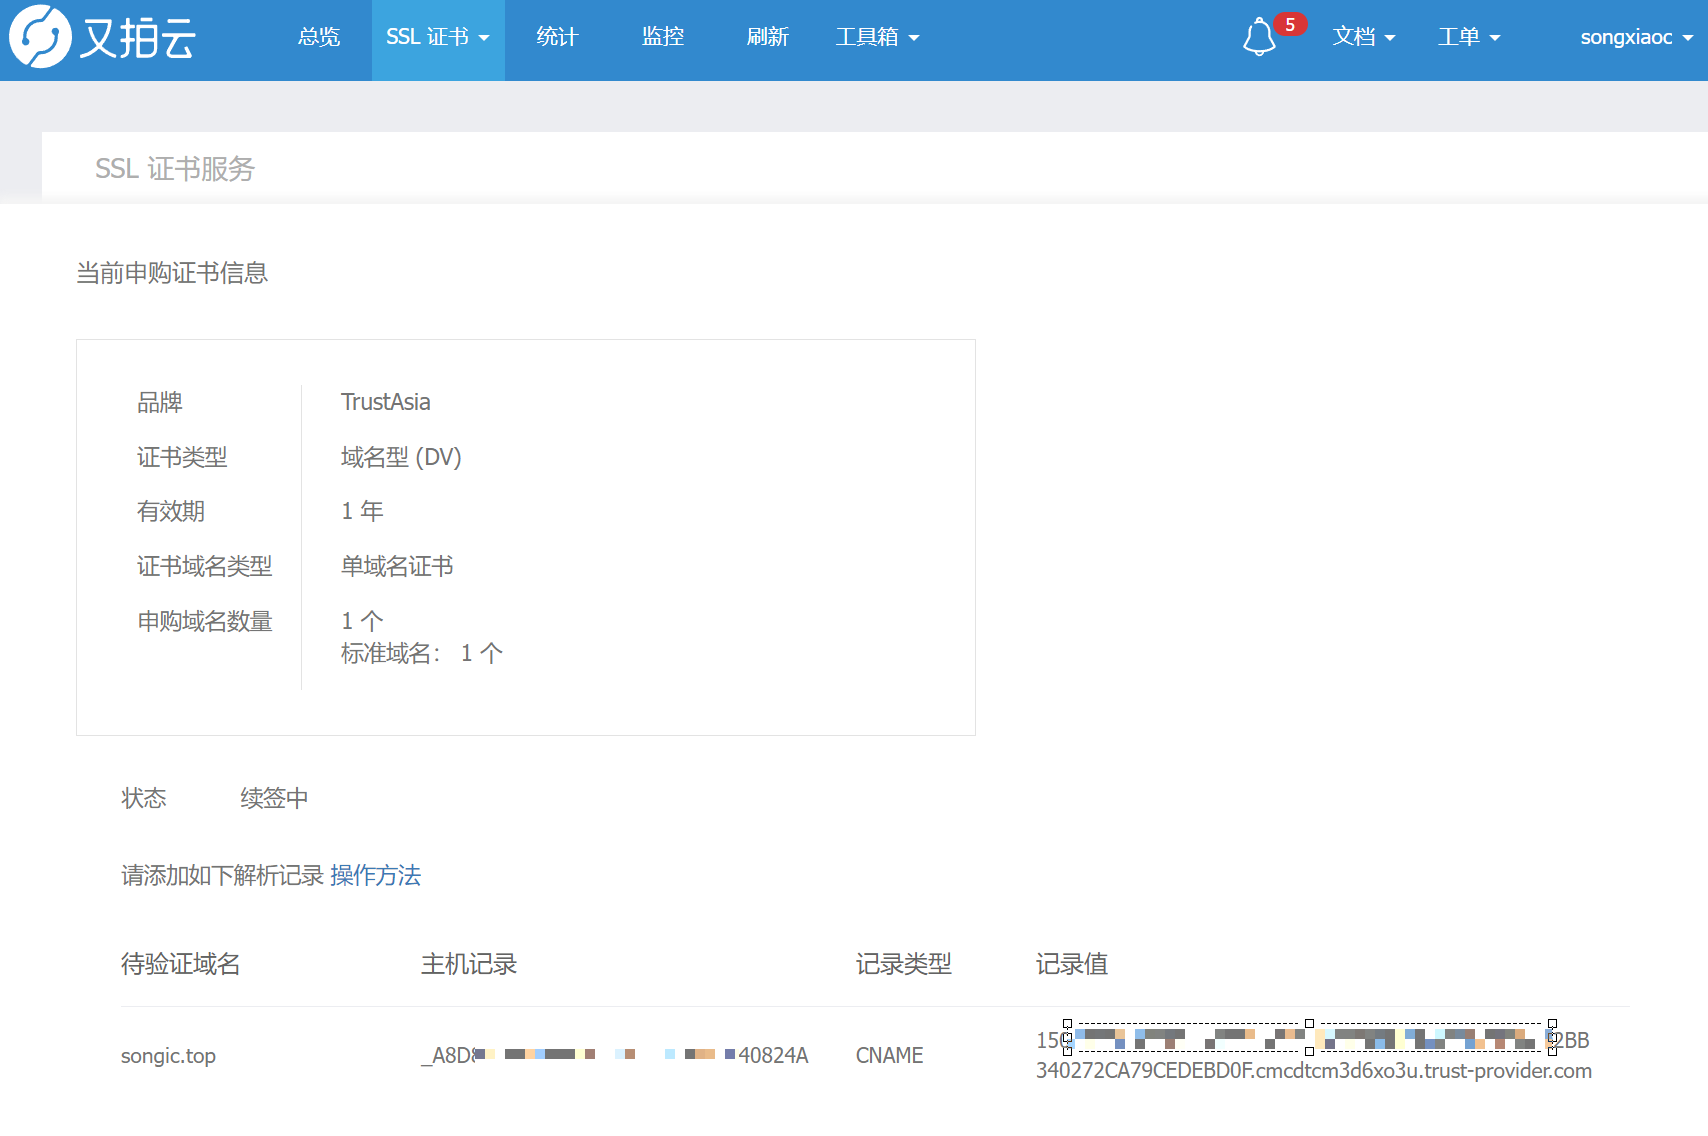 又拍云
总览
SSL 证书
统计
监控
刷新
工具箱
5
文档
工单
songxiaoc
SSL 证书服务
当前申购证书信息
品牌 TrustAsia
证书类型 域名型 (DV)
有效期 1 年
证书域名类型 单域名证书
申购域名数量 1 个
标准域名： 1 个
状态 续签中
请添加如下解析记录 操作方法
待验证域名 主机记录 记录类型 记录值
songic.top _A8D 40824A CNAME 15 2BB
340272CA79CEDEBD0F.cmcdtcm3d6xo3u.trust-provider.com